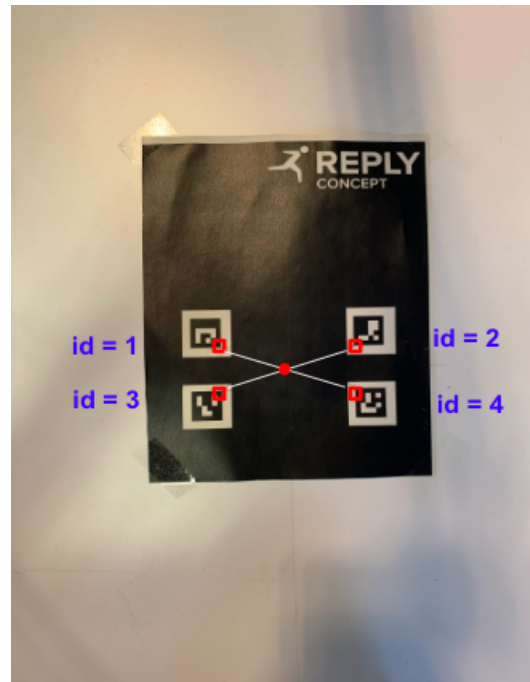 REPLY
CONCEPT
id = 1
id = 2
id = 3
id = 4